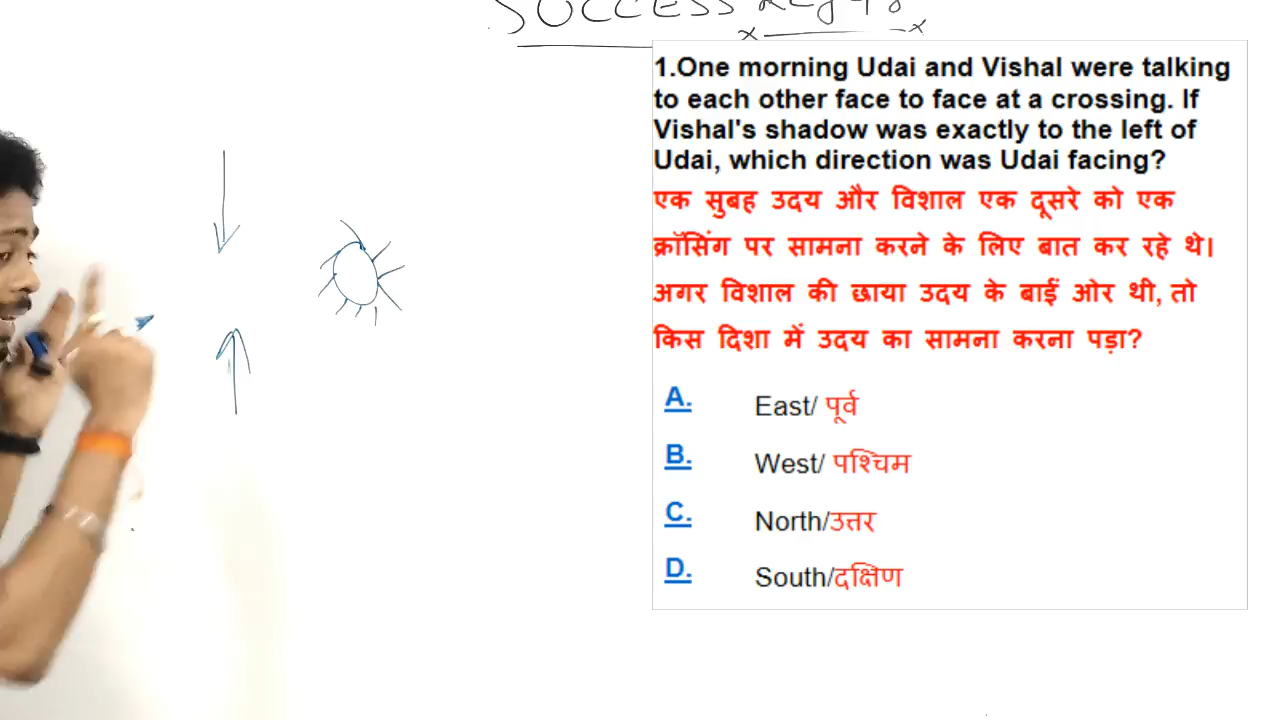 SUCCESS
1.One morning Udai and Vishal were talking
to each other face to face at a crossing. If
Vishal's shadow was exactly to the left of
Udai, which direction was Udai facing?
एक सुबह उदय और विशाल एक दूसरे को एक
क्रॉसिंग पर सामना करने के लिए बात कर रहे थे।
अगर विशाल की छाया उदय के बाईं ओर थी, तो
किस दिशा में उदय का सामना करना पड़ा?
A. East/ पूर्व
B. West/ पश्चिम
C. North/उत्तर
D. South/दक्षिण